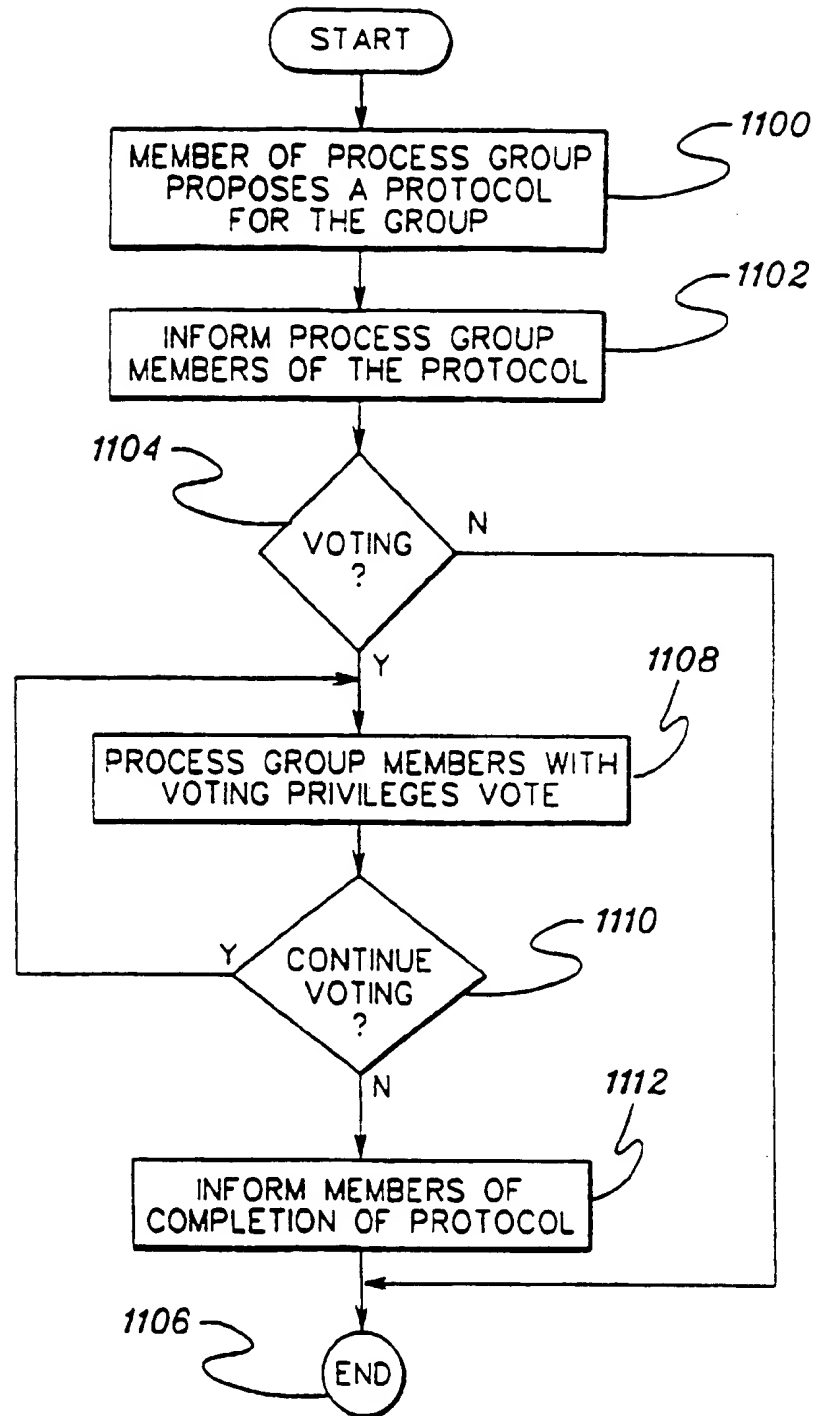 START
1100
MEMBER OF PROCESS GROUP
PROPOSES A PROTOCOL
FOR THE GROUP
1102
INFORM PROCESS GROUP
MEMBERS OF THE PROTOCOL
1104
VOTING
?
N
Y
1108
PROCESS GROUP MEMBERS WITH
VOTING PRIVILEGES VOTE
1110
Y
CONTINUE
VOTING
?
N
1112
INFORM MEMBERS OF
COMPLETION OF PROTOCOL
1106
END